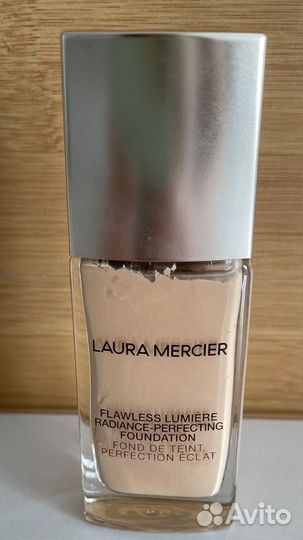 LAURA MERCIER
FLAWLESS LUMIÈRE
RADIANCE-PERFECTING
FOUNDATION
FOND DE TEINT
PERFECTION ÉCLAT
Avito